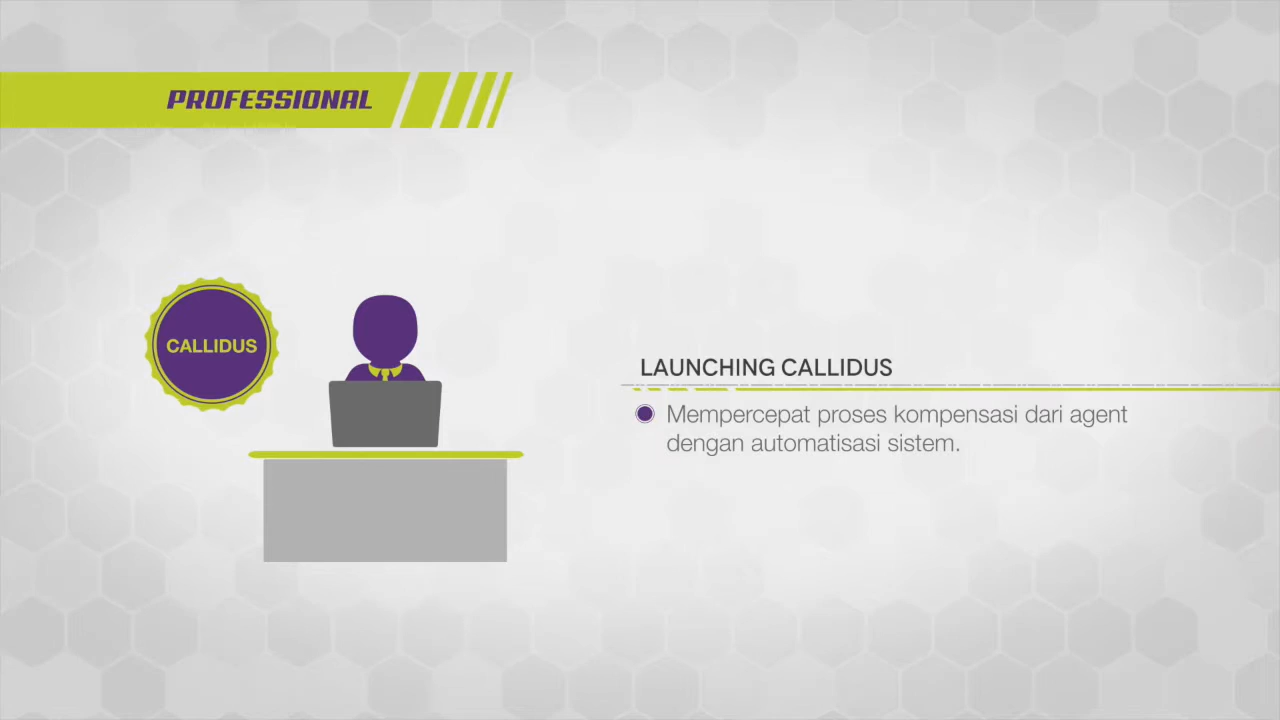 PROFESSIONAL
CALLIDUS
LAUNCHING CALLIDUS
Mempercepat proses kompensasi dari agent
dengan automatisasi sistem.